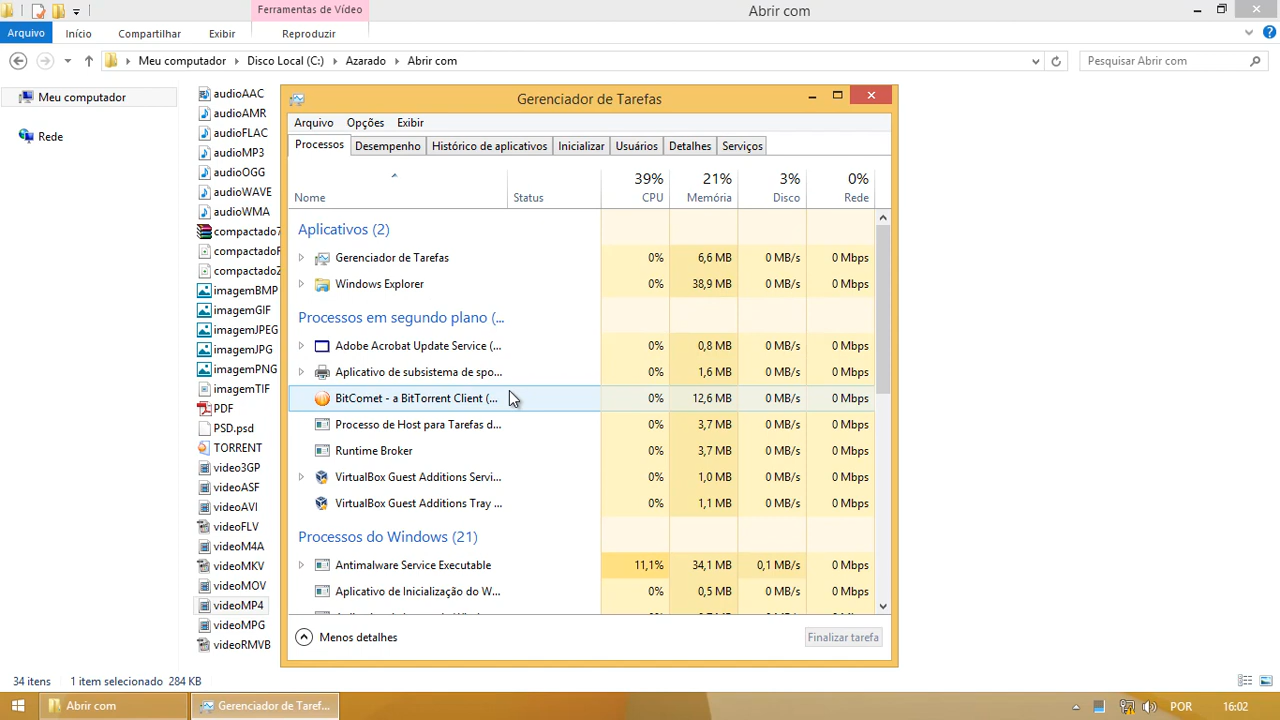 Ferramentas de Vídeo
Abrir com
Arquivo
Início
Compartilhar
Exibir
Reproduzir
Meu computador
Disco Local (C:)
Azarado
Abrir com
Pesquisar Abrir com
Meu computador
Rede
audioAAC
audioAMR
audioFLAC
audioMP3
audioOGG
audioWAVE
audioWMA
compactado7
compactadoR
compactadoZ
imagemBMP
imagemGIF
imagemJPEG
imagemJPG
imagemPNG
imagemTIF
PDF
PSD.psd
TORRENT
video3GP
videoASF
videoAVI
videoFLV
videoM4A
videoMKV
videoMOV
videoMP4
videoMPG
videoRMVB
Gerenciador de Tarefas
Arquivo Opções Exibir
Processos Desempenho Histórico de aplicativos Inicializar Usuários Detalhes Serviços
39% 21% 3% 0%
Nome Status CPU Memória Disco Rede
Aplicativos (2)
Gerenciador de Tarefas 0% 6,6 MB 0 MB/s 0 Mbps
Windows Explorer 0% 38,9 MB 0 MB/s 0 Mbps
Processos em segundo plano (...
Adobe Acrobat Update Service (... 0% 0,8 MB 0 MB/s 0 Mbps
Aplicativo de subsistema de spo... 0% 1,6 MB 0 MB/s 0 Mbps
BitComet - a BitTorrent Client (... 0% 12,6 MB 0 MB/s 0 Mbps
Processo de Host para Tarefas d... 0% 3,7 MB 0 MB/s 0 Mbps
Runtime Broker 0% 3,7 MB 0 MB/s 0 Mbps
VirtualBox Guest Additions Servi... 0% 1,0 MB 0 MB/s 0 Mbps
VirtualBox Guest Additions Tray ... 0% 1,1 MB 0 MB/s 0 Mbps
Processos do Windows (21)
Antimalware Service Executable 11,1% 34,1 MB 0,1 MB/s 0 Mbps
Aplicativo de Inicialização do W... 0% 0,5 MB 0 MB/s 0 Mbps
Menos detalhes
Finalizar tarefa
34 itens 1 item selecionado 284 KB
Abrir com
Gerenciador de Taref...
POR
16:02